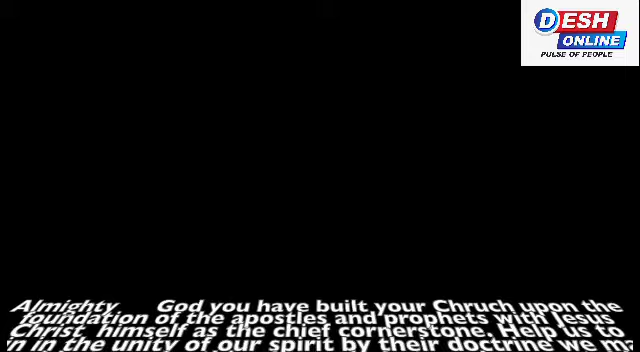 DESH
ONLINE
PULSE OF PEOPLE
Almighty God you have built your Chruch upon the
foundation of the apostles and prophets with Jesus
Christ himself as the chief cornerstone. Help us to
n in the unity of our spirit by their doctrine we ma